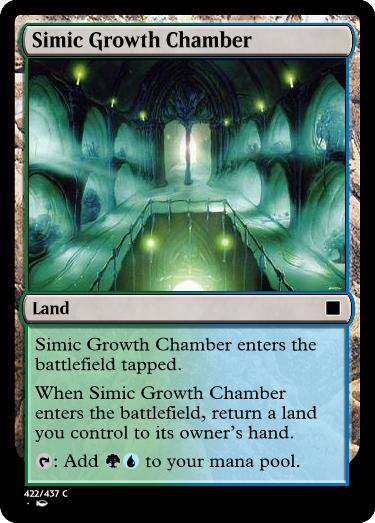 Simic Growth Chamber
Land
Simic Growth Chamber enters the
battlefield tapped.
When Simic Growth Chamber
enters the battlefield, return a land
you control to its owner's hand.
: Add to your mana pool.
422/437 C